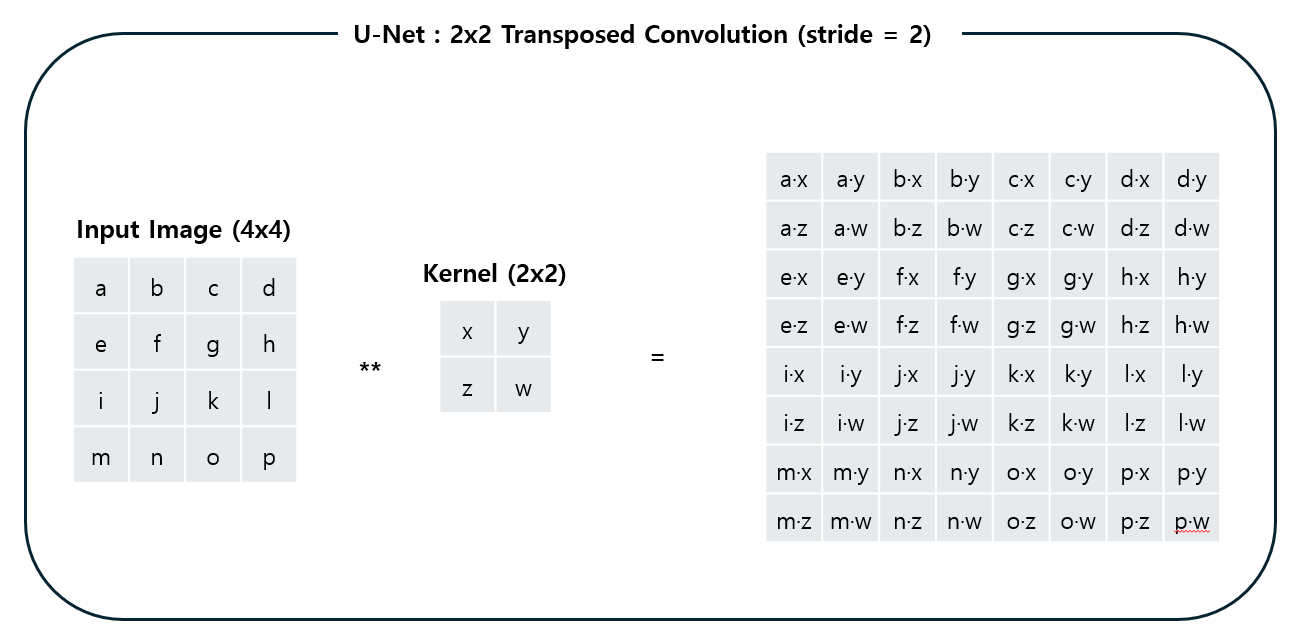 U-Net : 2x2 Transposed Convolution (stride = 2)
Input Image (4x4)
a b c d
e f g h
i j k l
m n o p
**
Kernel (2x2)
x y
z w
=
a·x a·y b·x b·y c·x c·y d·x d·y
a·z a·w b·z b·w c·z c·w d·z d·w
e·x e·y f·x f·y g·x g·y h·x h·y
e·z e·w f·z f·w g·z g·w h·z h·w
i·x i·y j·x j·y k·x k·y l·x l·y
i·z i·w j·z j·w k·z k·w l·z l·w
m·x m·y n·x n·y o·x o·y p·x p·y
m·z m·w n·z n·w o·z o·w p·z p·w